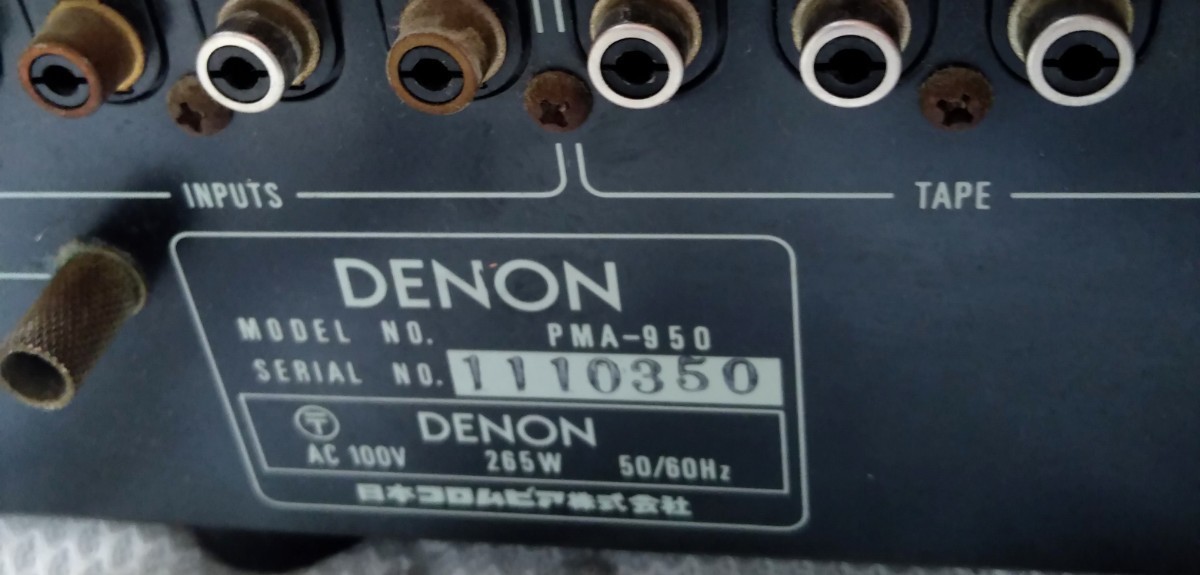 INPUTS
TAPE
DENON
MODEL NO. PMA-950
SERIAL NO. 1110350
〒 DENON
AC 100V 265W 50/60Hz
日本コロムビア株式会社